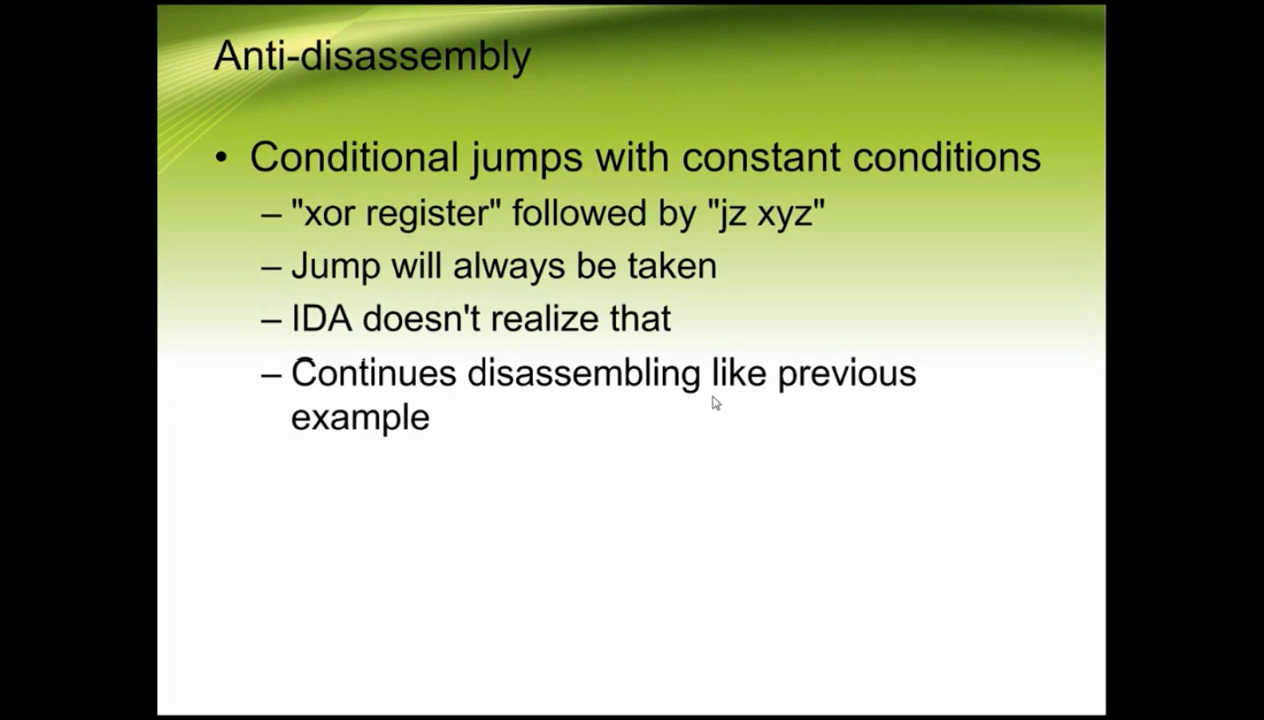 Anti-disassembly
• Conditional jumps with constant conditions
– "xor register" followed by "jz xyz"
– Jump will always be taken
– IDA doesn't realize that
– Continues disassembling like previous
example